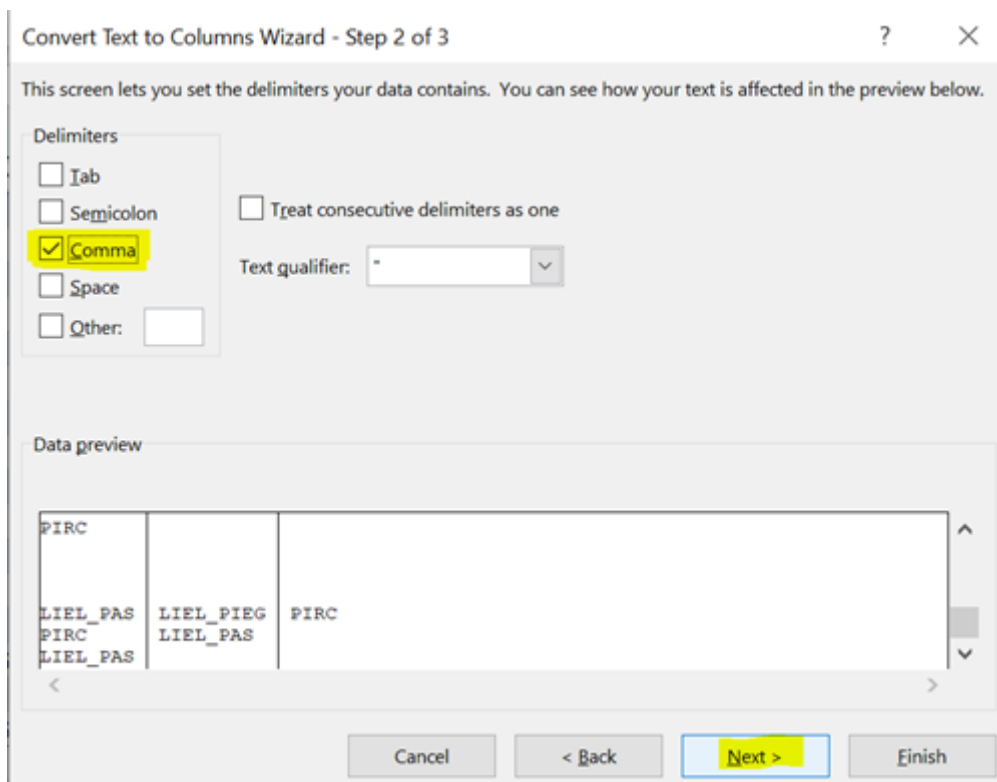 Convert Text to Columns Wizard - Step 2 of 3 ?
This screen lets you set the delimiters your data contains. You can see how your text is affected in the preview below.
Delimiters
Tab
Semicolon
Comma
Space
Other:
Treat consecutive delimiters as one
Text qualifier: "
Data preview
PIRC
LIEL_PAS LIEL_PIEG PIRC
PIRC LIEL_PAS
LIEL_PAS
Cancel < Back Next > Finish